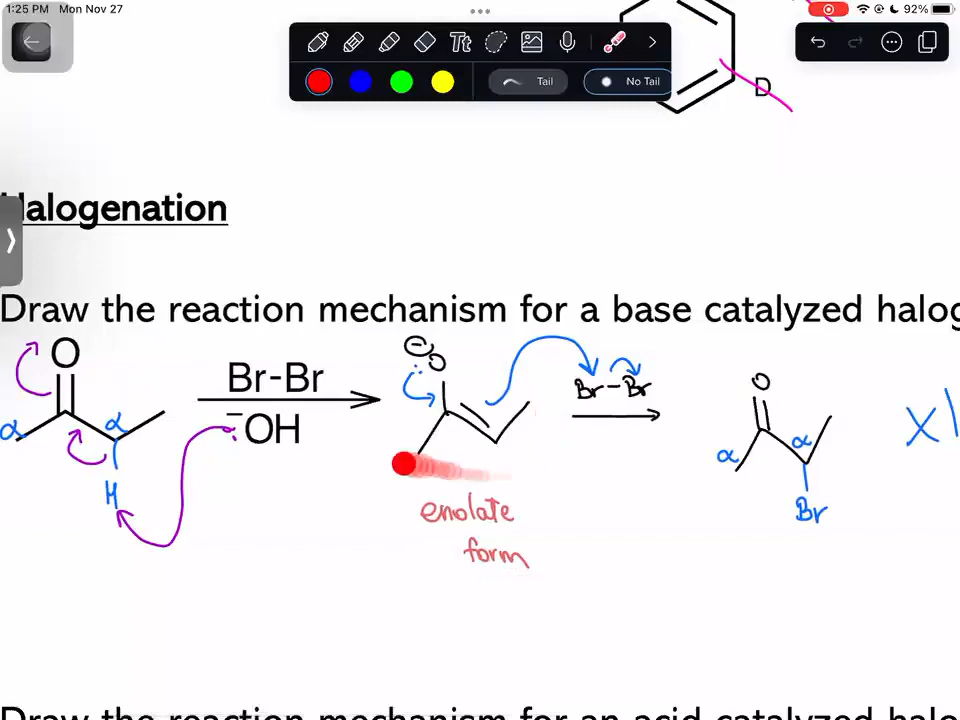 1:25 PM Mon Nov 27
92%
Tt
Tail
No Tail
D
Halogenation
Draw the reaction mechanism for a base catalyzed halog
O
α
α
H
Br-Br
⁻OH
⊖
:O
Br-Br
enolate
form
O
α
α
Br
Draw the reaction mechanism for an acid catalyzed halo